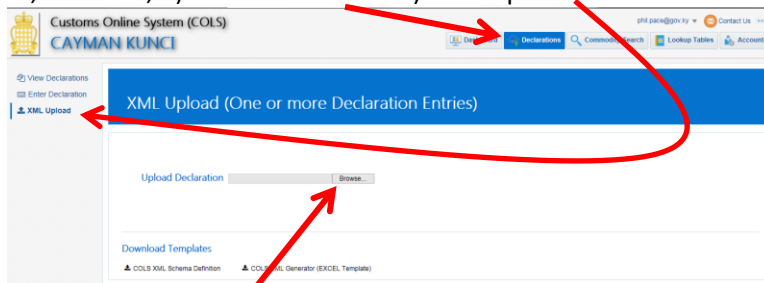 Customs Online System (COLS)
CAYMAN KUNCI
phil.pace@gov.ky Contact Us
Declarations Commodity Search Lookup Tables Account
View Declarations
Enter Declaration
XML Upload
XML Upload (One or more Declaration Entries)
Upload Declaration Browse...
Download Templates
COLS XML Schema Definition XML Generator (EXCEL Template)